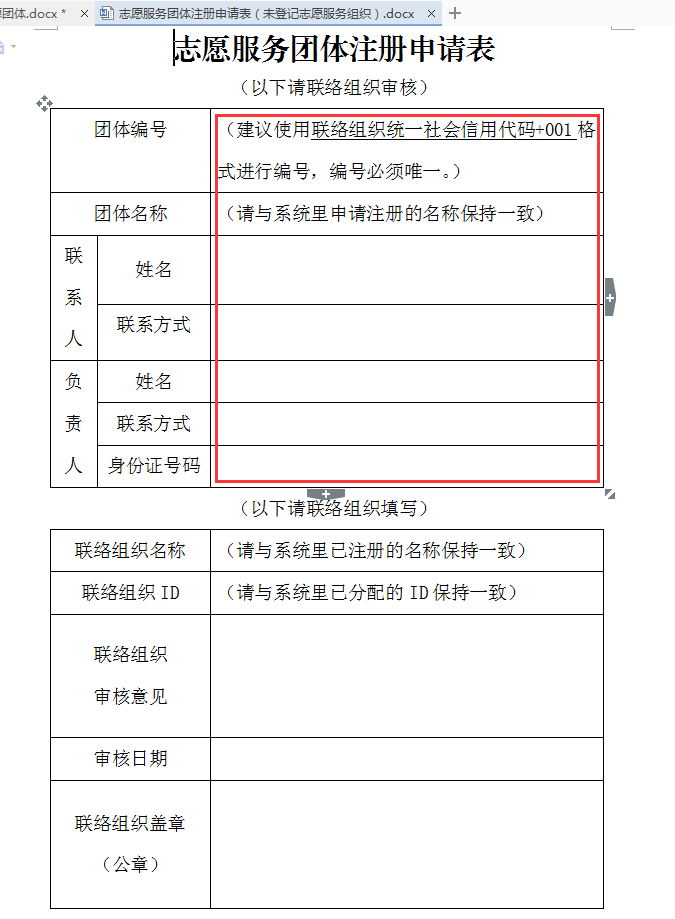 团体.docx *
志愿服务团体注册申请表（未登记志愿服务组织）.docx
志愿服务团体注册申请表
（以下请联络组织审核）
团体编号
（建议使用联络组织统一社会信用代码+001 格
式进行编号，编号必须唯一。）
团体名称
（请与系统里申请注册的名称保持一致）
联
系
人
姓名
联系方式
负
责
人
姓名
联系方式
身份证号码
（以下请联络组织填写）
联络组织名称
（请与系统里已注册的名称保持一致）
联络组织 ID
（请与系统里已分配的 ID 保持一致）
联络组织
审核意见
审核日期
联络组织盖章
（公章）